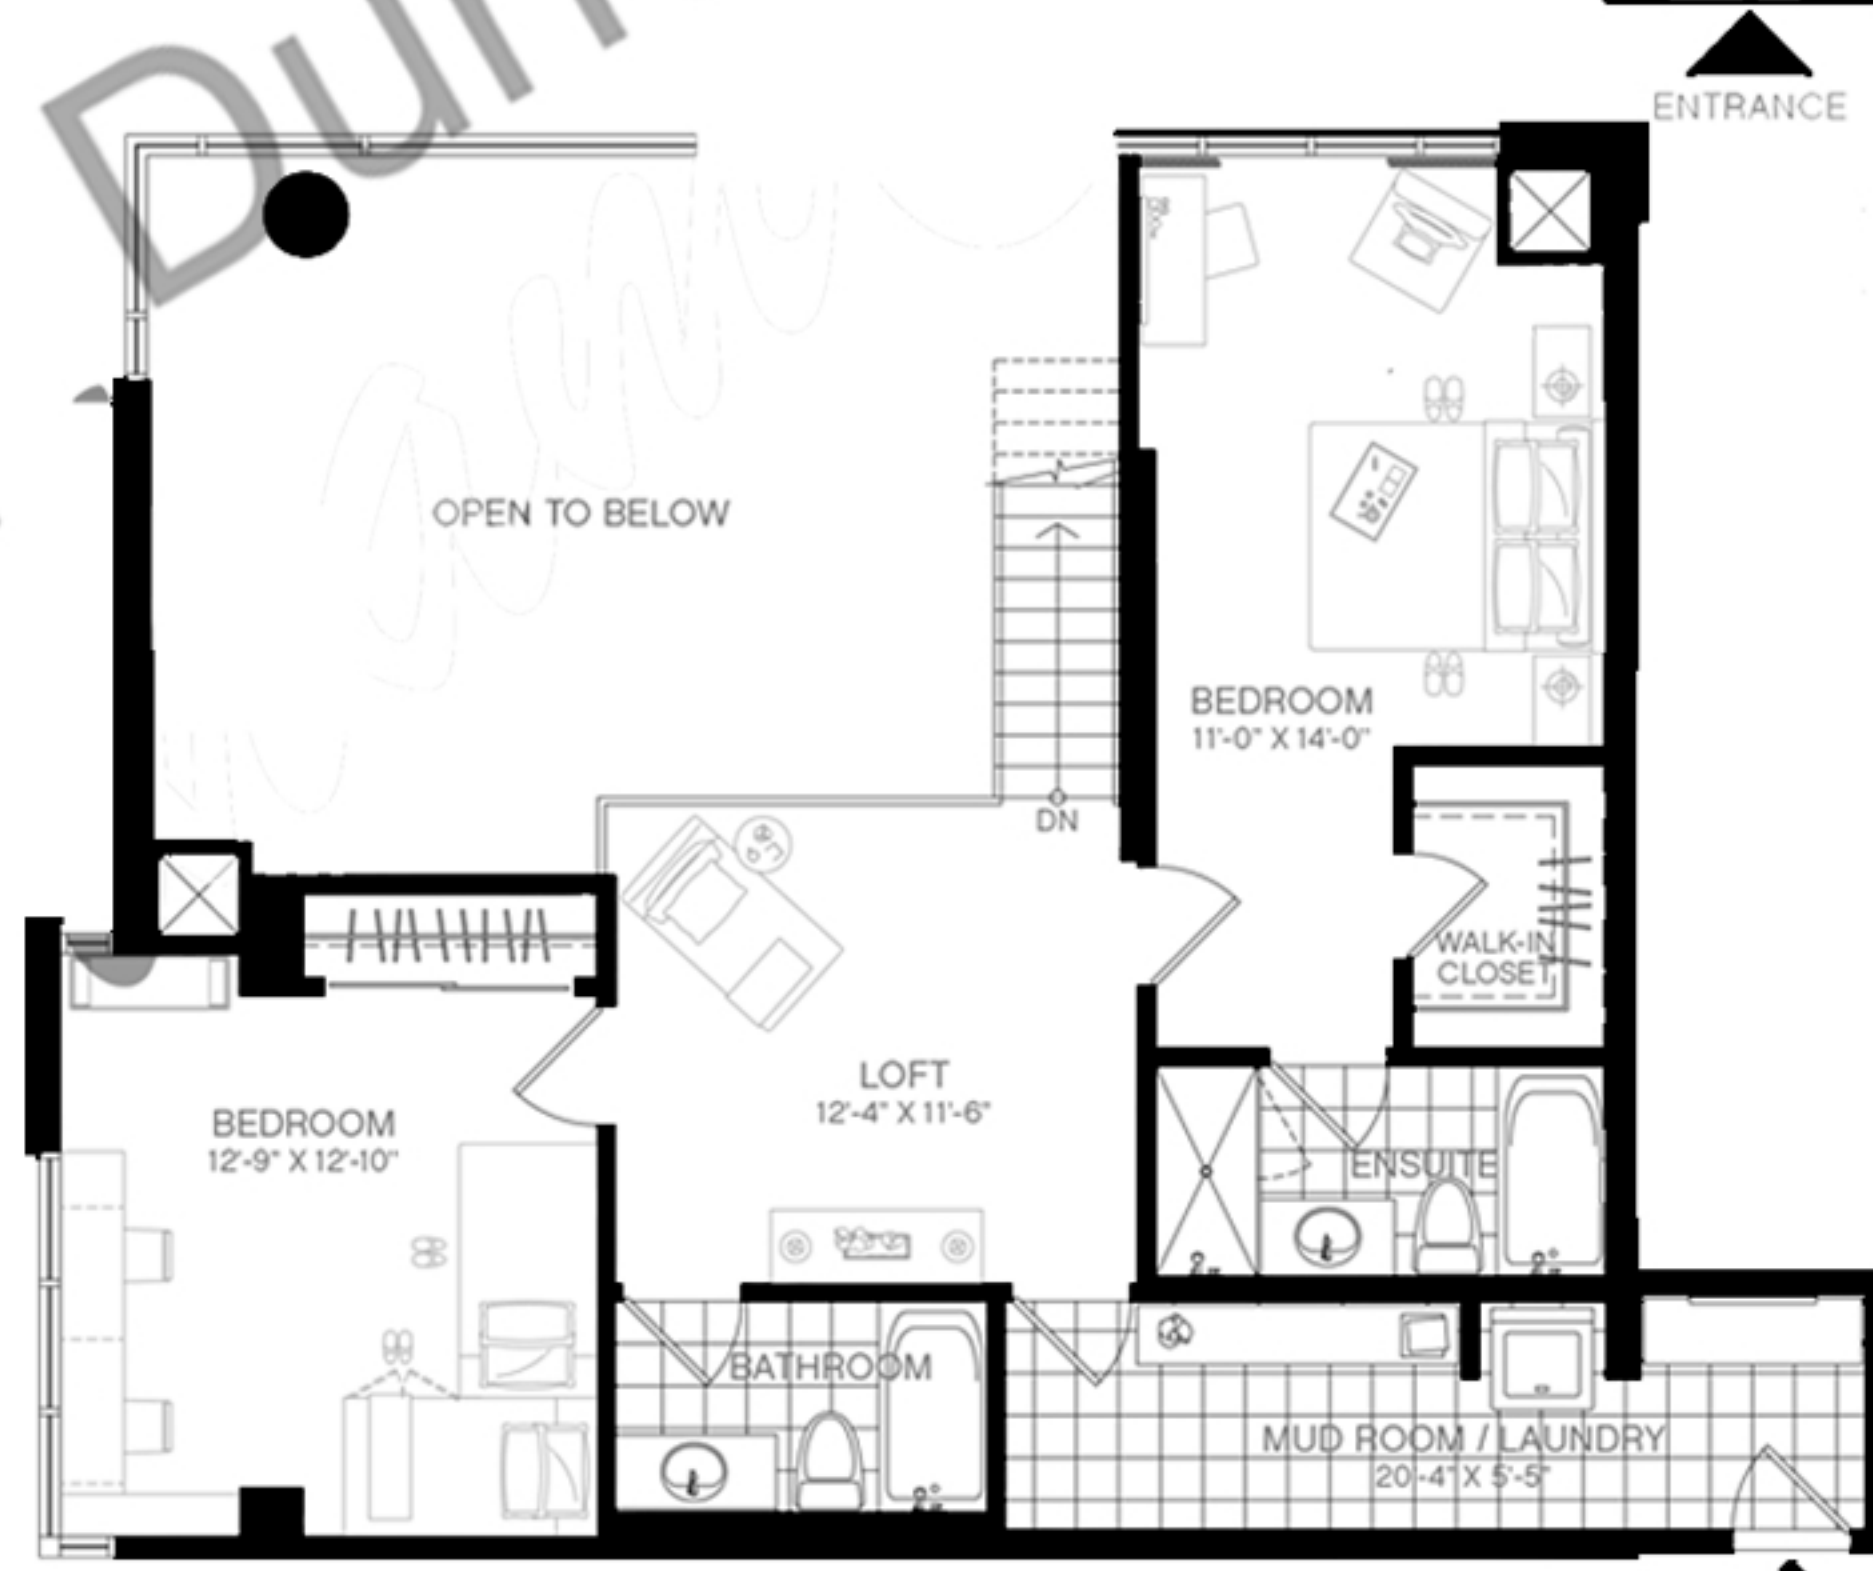 Dun
ENTRANCE
OPEN TO BELOW
DN
BEDROOM
11'-0" X 14'-0"
WALK-IN
CLOSET
LOFT
12'-4" X 11'-6"
BEDROOM
12'-9" X 12'-10"
ENSUITE
BATHROOM
MUD ROOM / LAUNDRY
20'-4" X 5'-5"